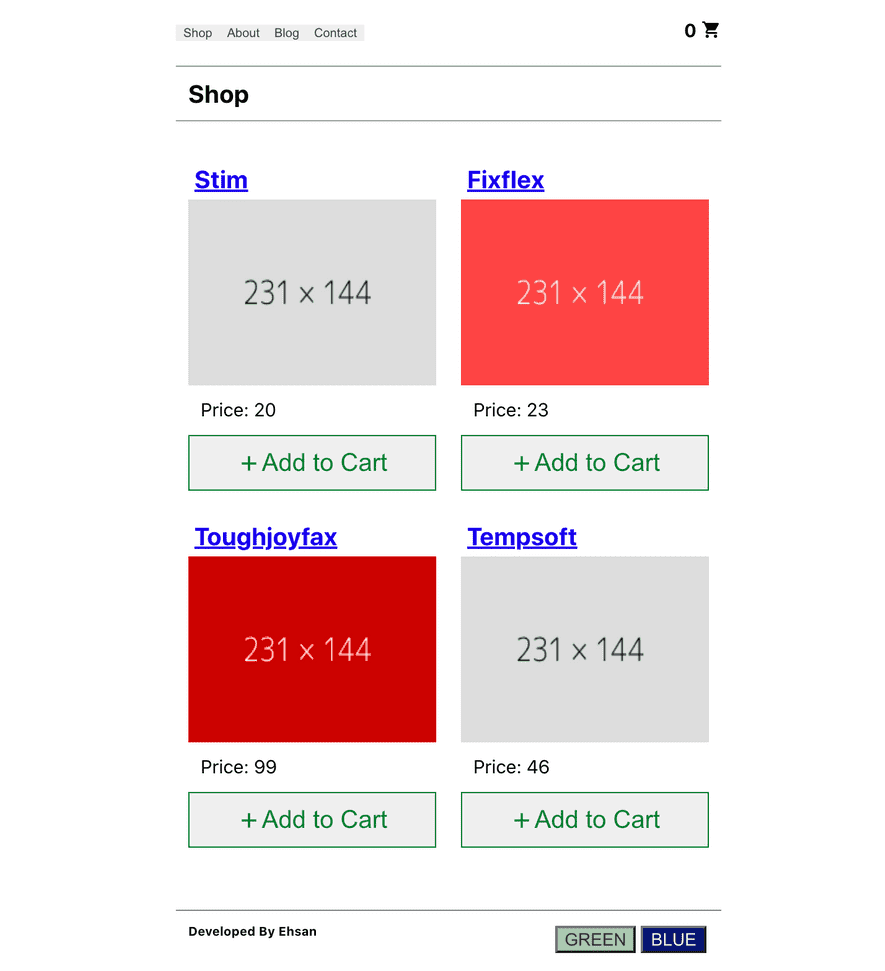 Shop About Blog Contact 0
Shop
Stim Fixflex
231 × 144 231 × 144
Price: 20 Price: 23
+ Add to Cart + Add to Cart
Toughjoyfax Tempsoft
231 × 144 231 × 144
Price: 99 Price: 46
+ Add to Cart + Add to Cart
Developed By Ehsan GREEN BLUE